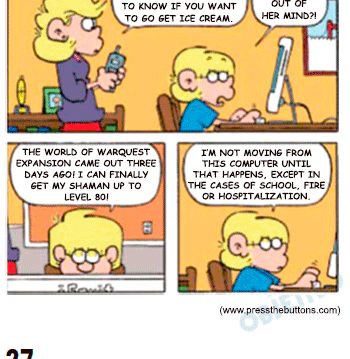 TO KNOW IF YOU WANT
TO GO GET ICE CREAM.
OUT OF
HER MIND?!
THE WORLD OF WARQUEST
EXPANSION CAME OUT THREE
DAYS AGO! I CAN FINALLY
GET MY SHAMAN UP TO
LEVEL 80!
I'M NOT MOVING FROM
THIS COMPUTER UNTIL
THAT HAPPENS, EXCEPT IN
THE CASES OF SCHOOL, FIRE
OR HOSPITALIZATION.
(www.pressthebuttons.com)